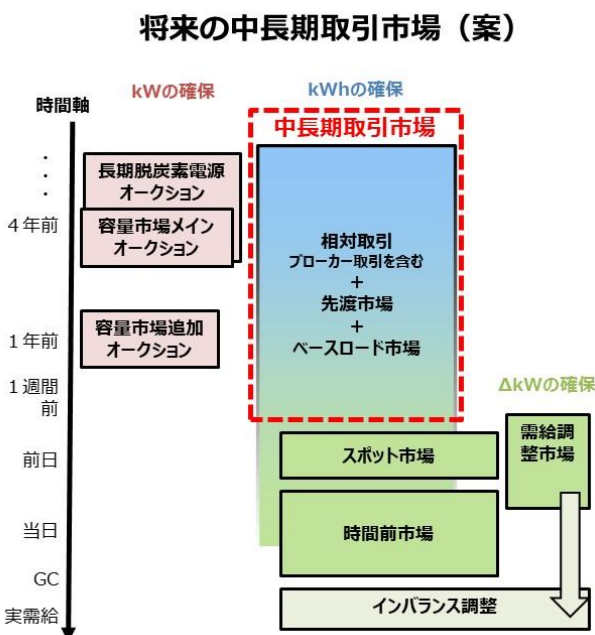 将来の中長期取引市場（案）
kWの確保
kWhの確保
時間軸
中長期取引市場
・
・
・
長期脱炭素電源
オークション
4年前
容量市場メイン
オークション
相対取引
ブローカー取引を含む
+
先渡市場
+
ベースロード市場
容量市場追加
オークション
1年前
1週間
前
ΔkWの確保
需給調
整市場
前日
スポット市場
当日
時間前市場
GC
インバランス調整
実需給